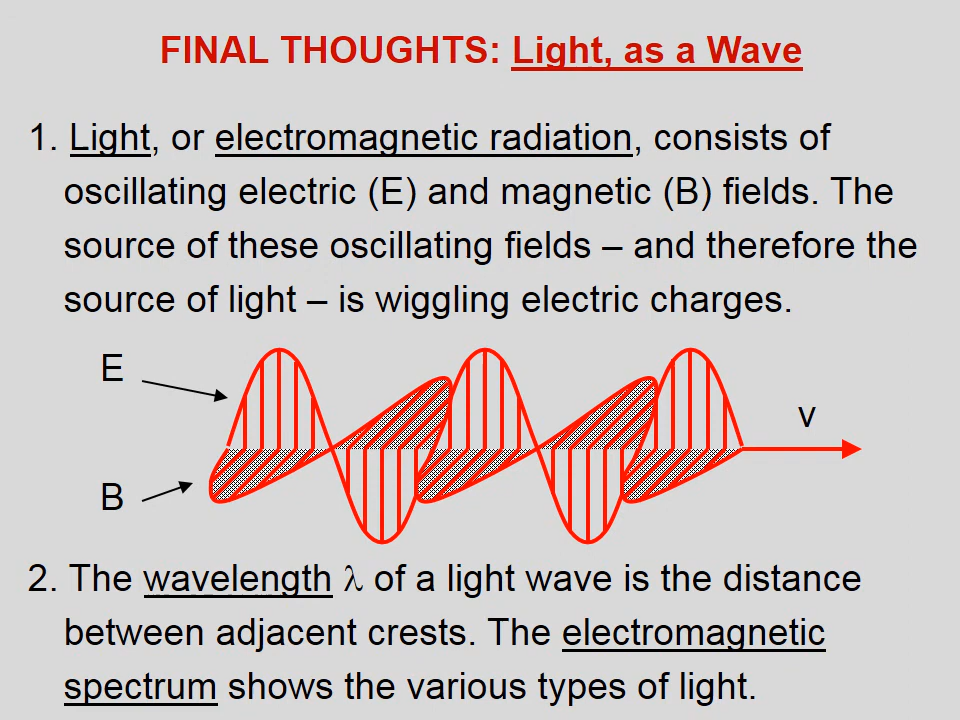 FINAL THOUGHTS: Light, as a Wave
1. Light, or electromagnetic radiation, consists of
oscillating electric (E) and magnetic (B) fields. The
source of these oscillating fields – and therefore the
source of light – is wiggling electric charges.
E
v
B
2. The wavelength λ of a light wave is the distance
between adjacent crests. The electromagnetic
spectrum shows the various types of light.